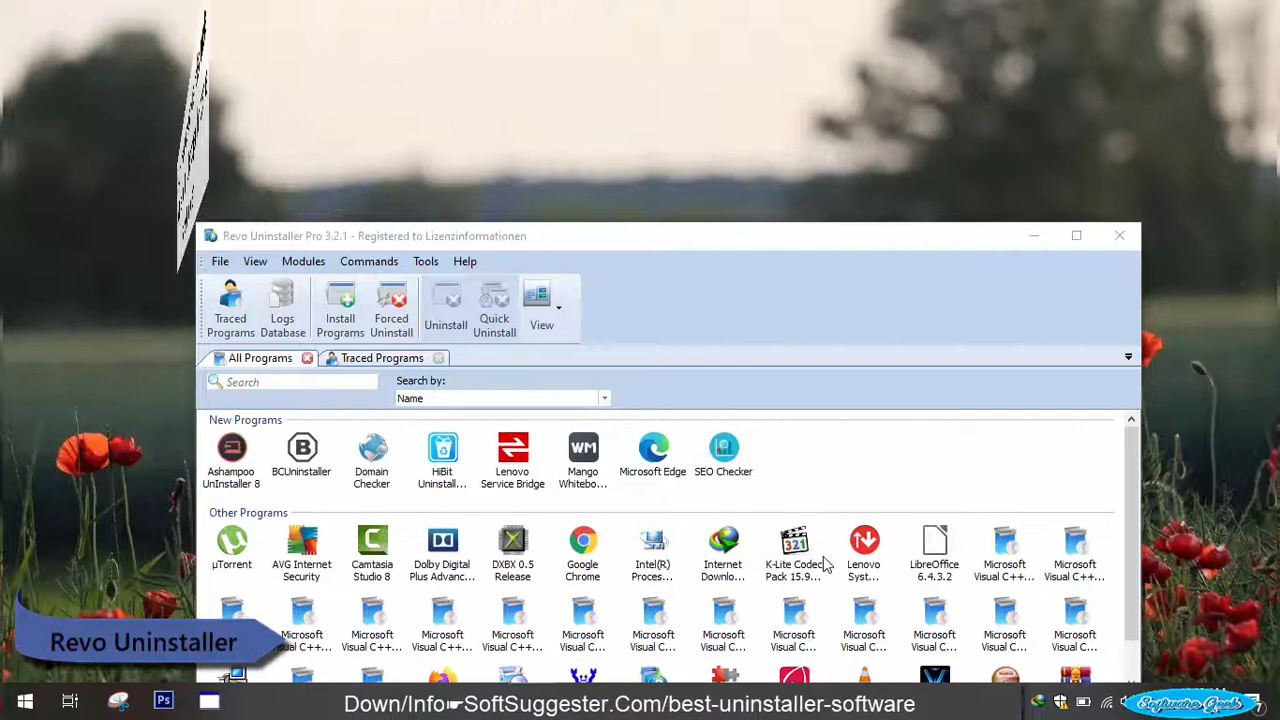 Revo Uninstaller Pro 3.2.1 - Registered to Lizenzinformationen
File View Modules Commands Tools Help
Traced Programs
Logs Database
Install Programs
Forced Uninstall
Uninstall
Quick Uninstall
View
All Programs
Traced Programs
Search
Search by:
Name
New Programs
Ashampoo UnInstaller 8
BCUninstaller
Domain Checker
HiBit Uninstall...
Lenovo Service Bridge
WM
Mango Whitebo...
Microsoft Edge
SEO Checker
Other Programs
µTorrent
AVG Internet Security
Camtasia Studio 8
Dolby Digital Plus Advanc...
DXBX 0.5 Release
Google Chrome
Intel(R) Proces...
Internet Downlo...
321
K-Lite Codec Pack 15.9...
Lenovo Syst...
LibreOffice 6.4.3.2
Microsoft Visual C++...
Microsoft Visual C++...
Microsoft Visual C++...
Microsoft Visual C++...
Microsoft Visual C++...
Microsoft Visual C+...
Microsoft Visual C+...
Microsoft Visual C+...
Microsoft Visual C+...
Microsoft Visual C+...
Microsoft Visual C+...
Microsoft Visual C+...
Microsoft Visual C+...
Revo Uninstaller
Ps
Down/Info☛SoftSuggester.Com/best-uninstaller-software
Software Geeks